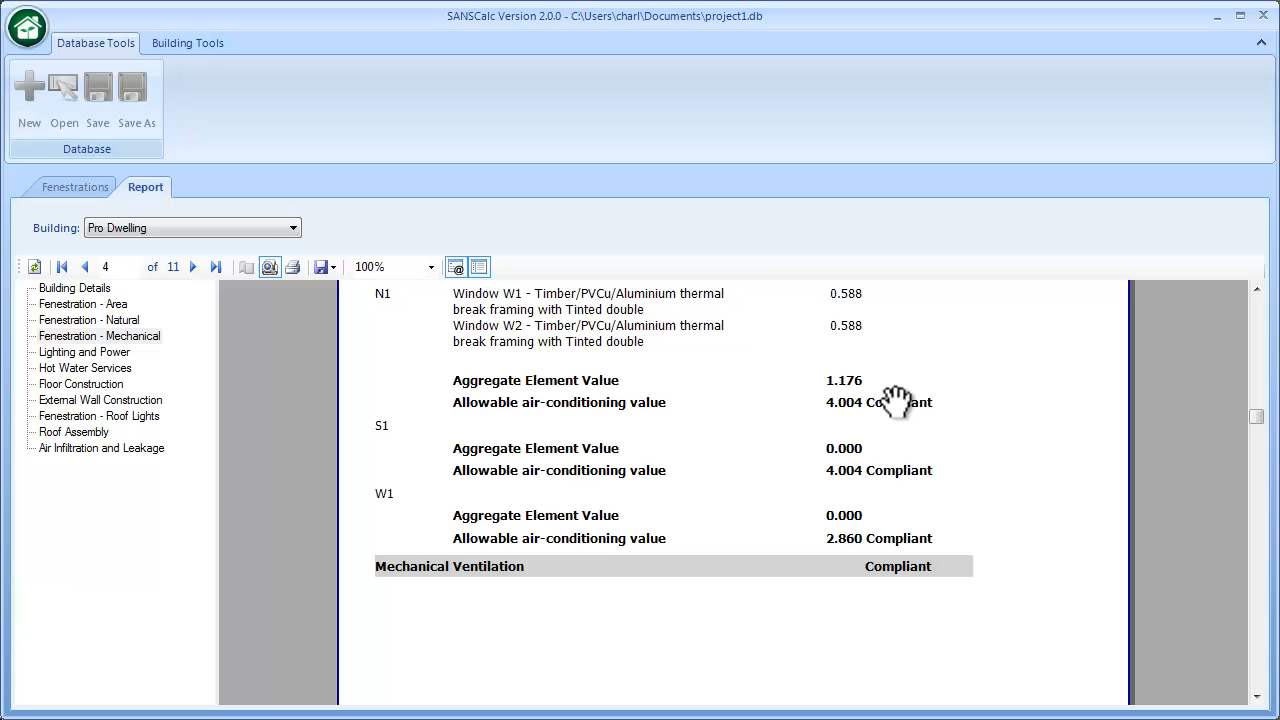 SANSCalc Version 2.0.0 - C:\Users\charl\Documents\project1.db
Database Tools Building Tools
New Open Save Save As
Database
Fenestrations Report
Building: Pro Dwelling
4 of 11 100%
Building Details
Fenestration - Area
Fenestration - Natural
Fenestration - Mechanical
Lighting and Power
Hot Water Services
Floor Construction
External Wall Construction
Fenestration - Roof Lights
Roof Assembly
Air Infiltration and Leakage
N1 Window W1 - Timber/PVCu/Aluminium thermal 0.588
break framing with Tinted double
Window W2 - Timber/PVCu/Aluminium thermal 0.588
break framing with Tinted double
Aggregate Element Value 1.176
Allowable air-conditioning value 4.004 Compliant
S1
Aggregate Element Value 0.000
Allowable air-conditioning value 4.004 Compliant
W1
Aggregate Element Value 0.000
Allowable air-conditioning value 2.860 Compliant
Mechanical Ventilation Compliant